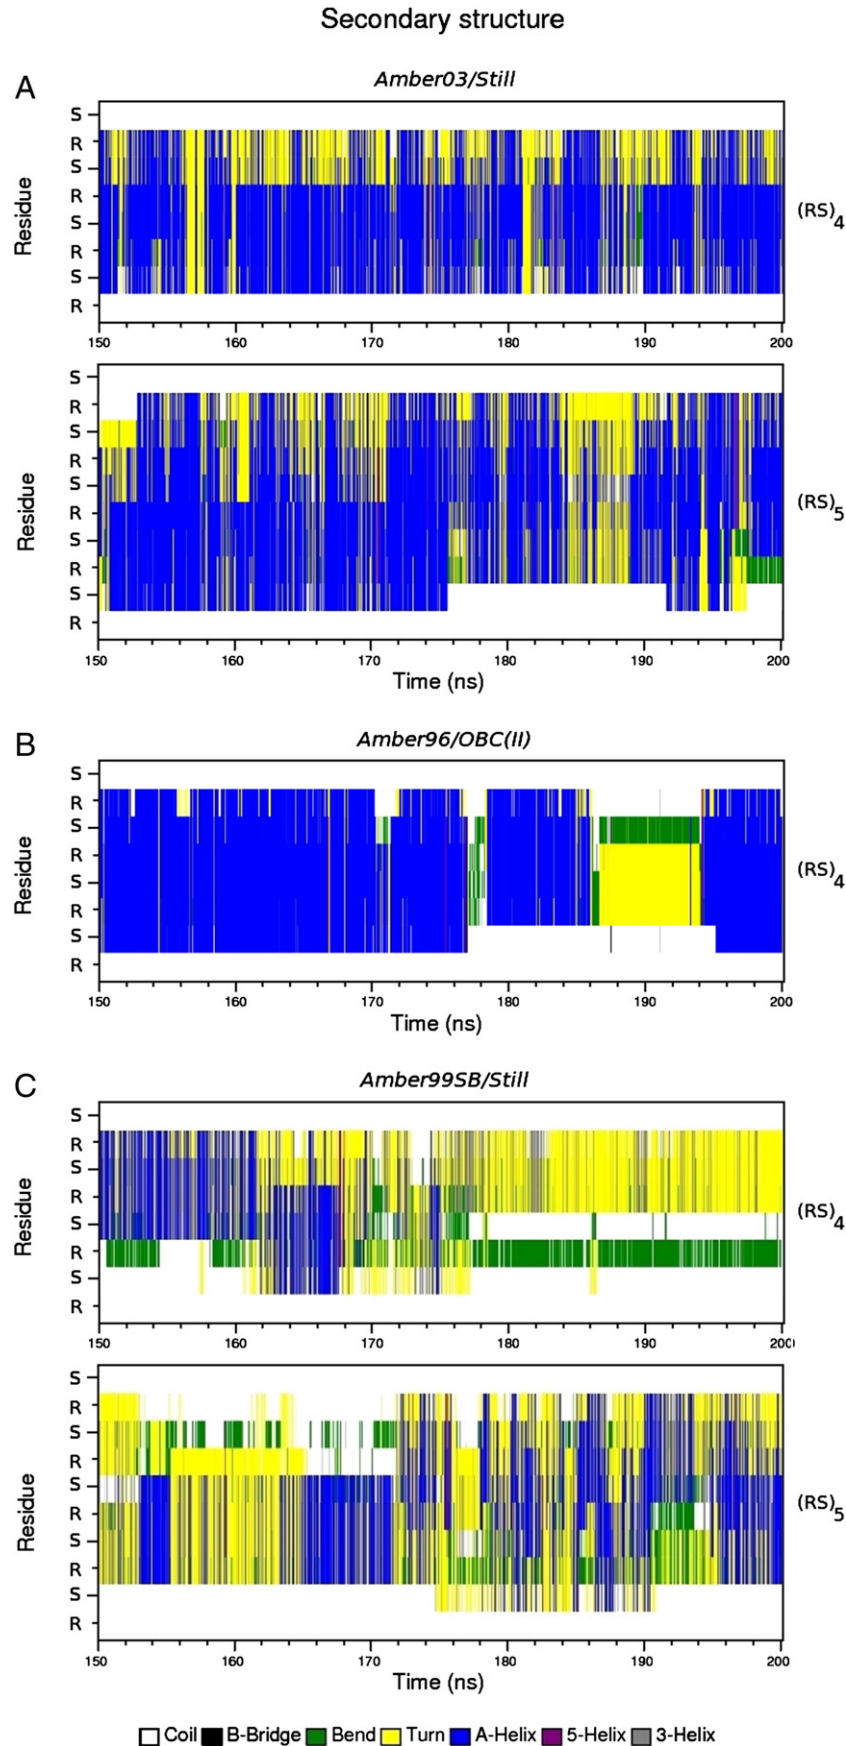 Secondary structure
A
Amber03/Still
Residue
S
R
S
R
S
R
S
R
(RS)4
150 160 170 180 190 200
Residue
S
R
S
R
S
R
S
R
S
R
(RS)5
150 160 170 180 190 200
Time (ns)
B
Amber96/OBC(II)
Residue
S
R
S
R
S
R
S
R
(RS)4
150 160 170 180 190 200
Time (ns)
C
Amber99SB/Still
Residue
S
R
S
R
S
R
S
R
(RS)4
150 160 170 180 190 200
Residue
S
R
S
R
S
R
S
R
S
R
(RS)5
150 160 170 180 190 200
Time (ns)
Coil B-Bridge Bend Turn A-Helix 5-Helix 3-Helix